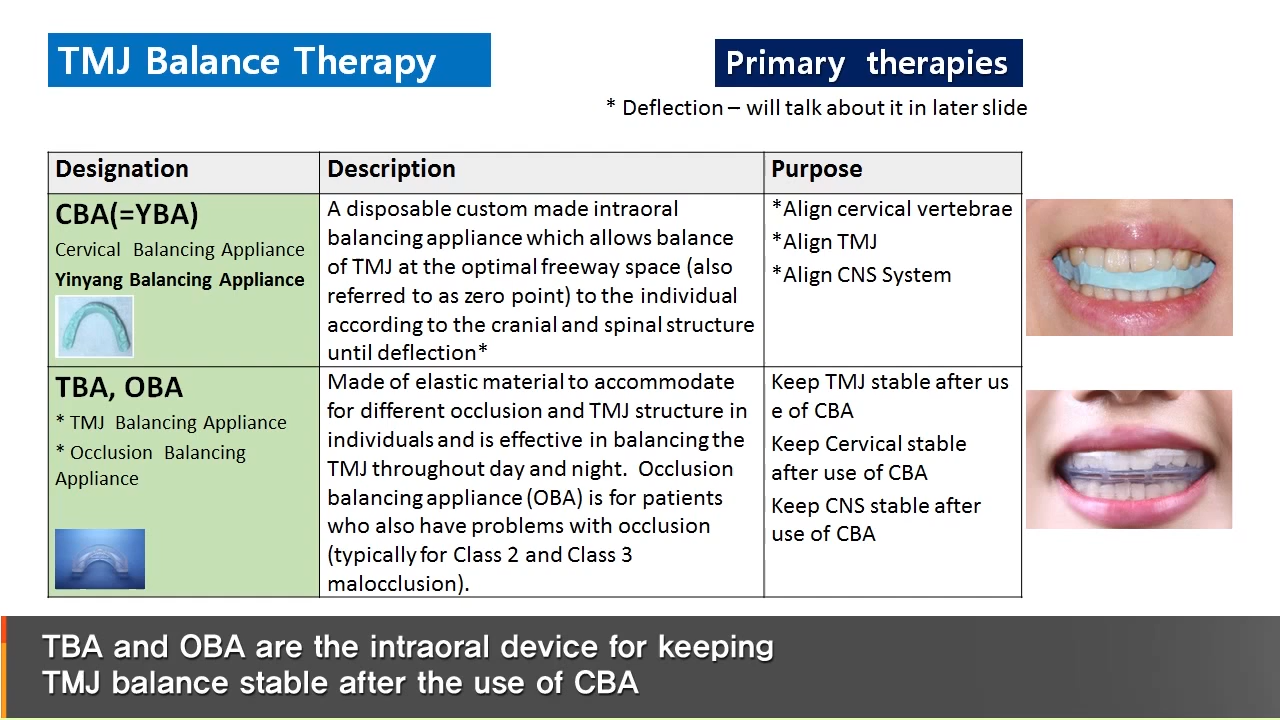 TMJ Balance Therapy
Primary therapies
* Deflection – will talk about it in later slide
Designation
Description
Purpose
CBA(=YBA)
Cervical Balancing Appliance
Yinyang Balancing Appliance
A disposable custom made intraoral
balancing appliance which allows balance
of TMJ at the optimal freeway space (also
referred to as zero point) to the individual
according to the cranial and spinal structure
until deflection*
*Align cervical vertebrae
*Align TMJ
*Align CNS System
TBA, OBA
* TMJ Balancing Appliance
* Occlusion Balancing
Appliance
Made of elastic material to accommodate
for different occlusion and TMJ structure in
individuals and is effective in balancing the
TMJ throughout day and night. Occlusion
balancing appliance (OBA) is for patients
who also have problems with occlusion
(typically for Class 2 and Class 3
malocclusion).
Keep TMJ stable after us
e of CBA
Keep Cervical stable
after use of CBA
Keep CNS stable after
use of CBA
TBA and OBA are the intraoral device for keeping
TMJ balance stable after the use of CBA